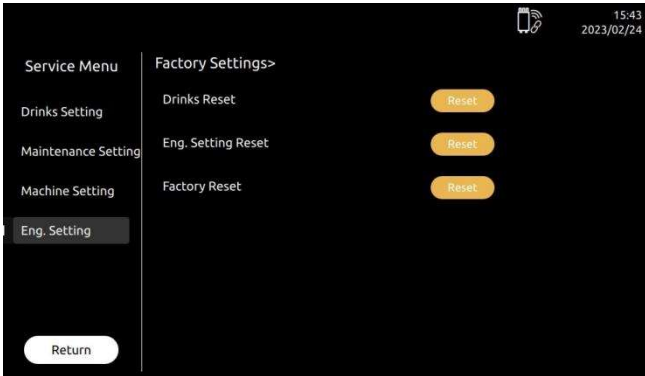 15:43
2023/02/24
Service Menu
Factory Settings>
Drinks Setting
Drinks Reset
Reset
Maintenance Setting
Eng. Setting Reset
Reset
Machine Setting
Factory Reset
Reset
Eng. Setting
Return